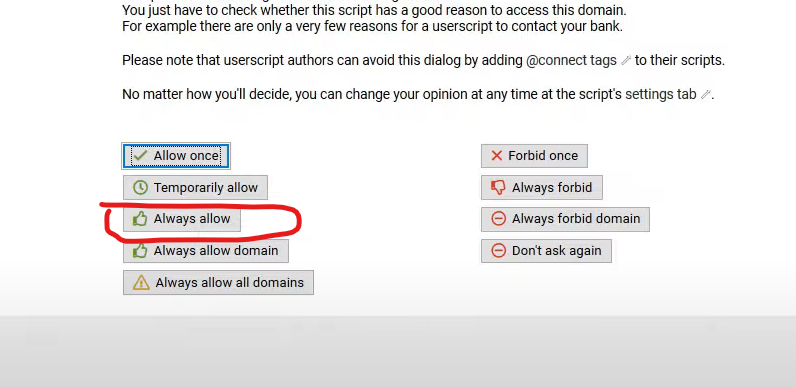 You just have to check whether this script has a good reason to access this domain.
For example there are only a very few reasons for a userscript to contact your bank.
Please note that userscript authors can avoid this dialog by adding @connect tags to their scripts.
No matter how you'll decide, you can change your opinion at any time at the script's settings tab .
Allow once
Forbid once
Temporarily allow
Always forbid
Always allow
Always forbid domain
Always allow domain
Don't ask again
Always allow all domains